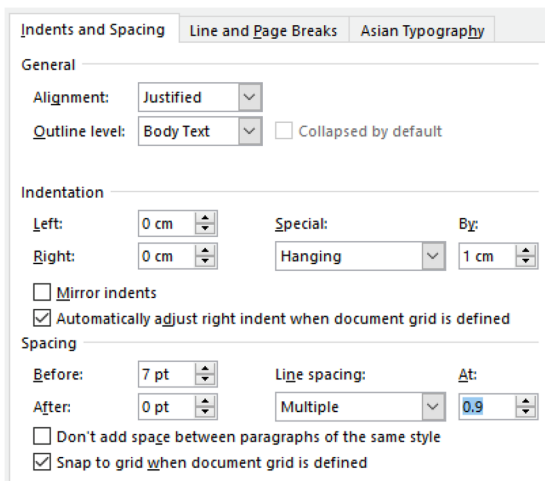 Indents and Spacing Line and Page Breaks Asian Typography
General
Alignment: Justified
Outline level: Body Text Collapsed by default
Indentation
Left: 0 cm Special: By:
Right: 0 cm Hanging 1 cm
Mirror indents
Automatically adjust right indent when document grid is defined
Spacing
Before: 7 pt Line spacing: At:
After: 0 pt Multiple 0.9
Don't add space between paragraphs of the same style
Snap to grid when document grid is defined